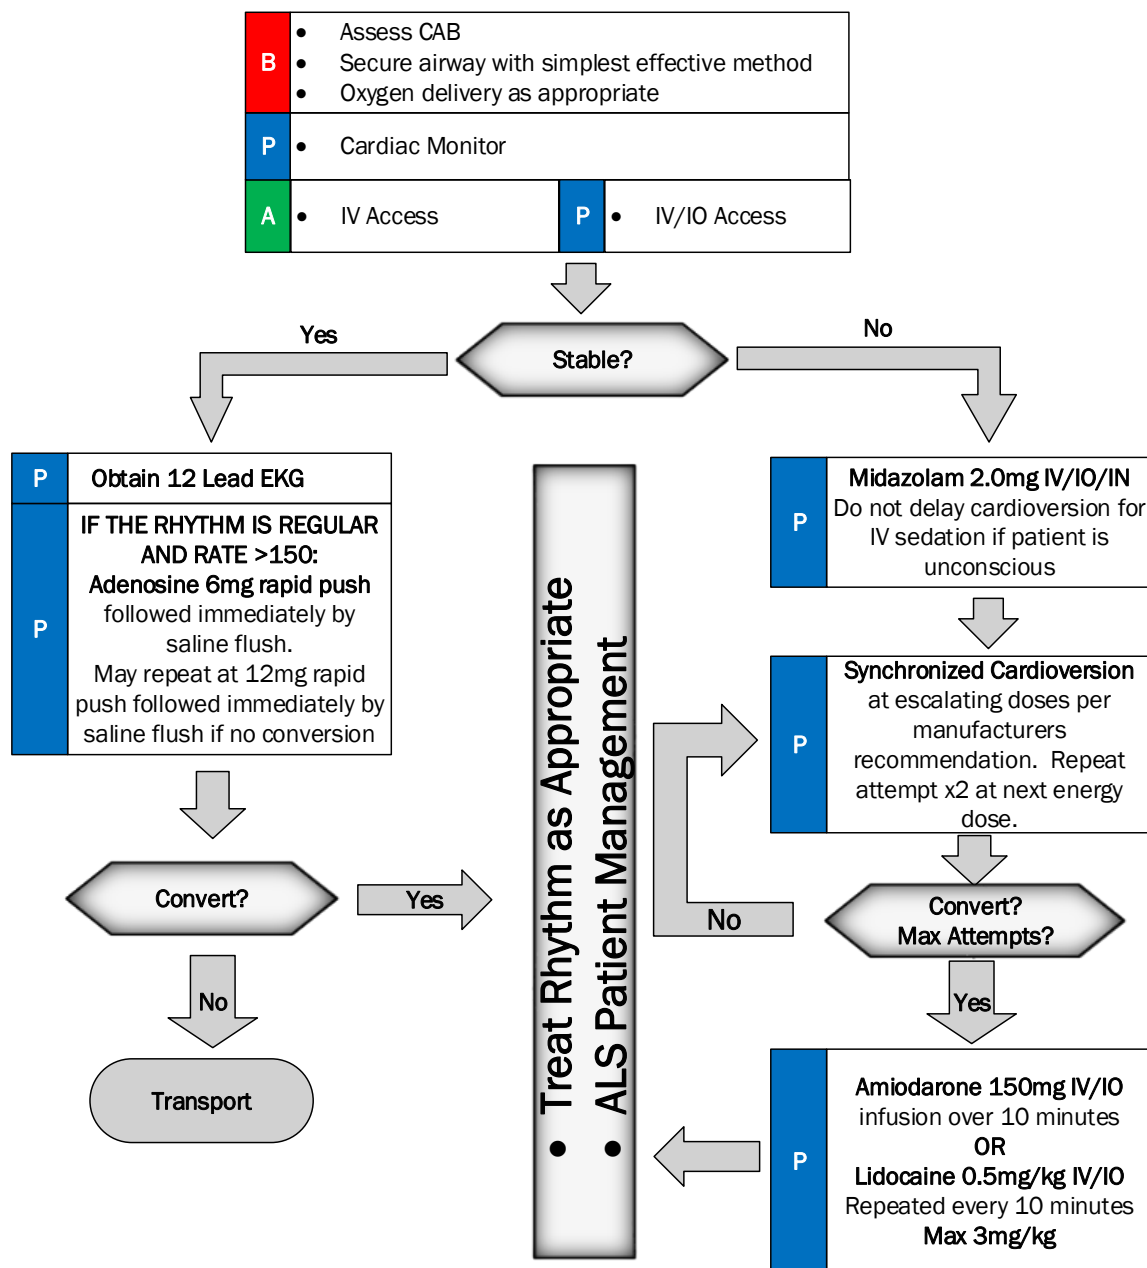 B
• Assess CAB
• Secure airway with simplest effective method
• Oxygen delivery as appropriate
P • Cardiac Monitor
A • IV Access
P • IV/IO Access
Stable?
Yes
No
P Obtain 12 Lead EKG
P
IF THE RHYTHM IS REGULAR
AND RATE >150:
Adenosine 6mg rapid push
followed immediately by
saline flush.
May repeat at 12mg rapid
push followed immediately by
saline flush if no conversion
Convert?
Yes
No
Transport
• Treat Rhythm as Appropriate
• ALS Patient Management
P
Midazolam 2.0mg IV/IO/IN
Do not delay cardioversion for
IV sedation if patient is
unconscious
P
Synchronized Cardioversion
at escalating doses per
manufacturers
recommendation.  Repeat
attempt x2 at next energy
dose.
Convert?
Max Attempts?
No
Yes
P
Amiodarone 150mg IV/IO
infusion over 10 minutes
OR
Lidocaine 0.5mg/kg IV/IO
Repeated every 10 minutes
Max 3mg/kg